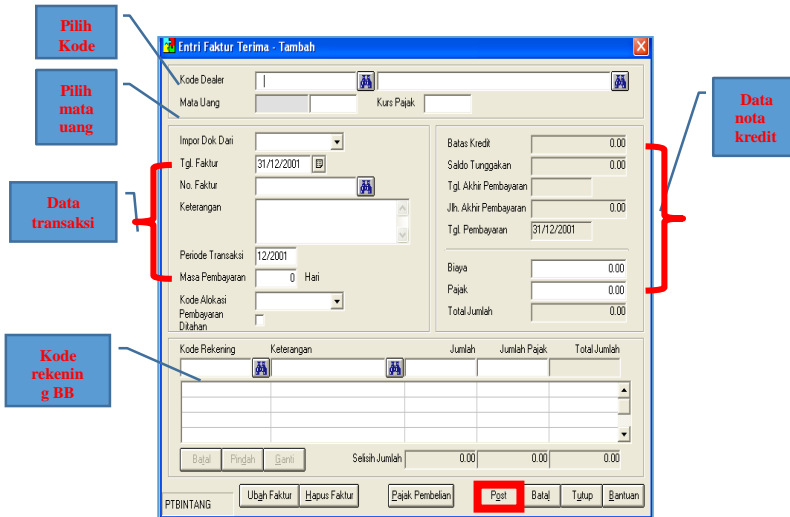 Pilih
Kode
Entri Faktur Terima - Tambah
Kode Dealer
Pilih
mata
uang
Mata Uang
Kurs Pajak
Data
nota
kredit
Impor Dok Dari
Batas Kredit 0.00
Tgl. Faktur 31/12/2001
Saldo Tunggakan 0.00
No. Faktur
Tgl. Akhir Pembayaran
Data
transaksi
Keterangan
Jlh. Akhir Pembayaran 0.00
Tgl. Pembayaran 31/12/2001
Periode Transaksi 12/2001
Masa Pembayaran 0 Hari
Biaya 0.00
Kode Alokasi
Pajak 0.00
Pembayaran
Ditahan
Total Jumlah 0.00
Kode
rekenin
g BB
Kode Rekening Keterangan Jumlah Jumlah Pajak Total Jumlah
Batal Pindah Ganti Selisih Jumlah 0.00 0.00 0.00
PTBINTANG Ubah Faktur Hapus Faktur Pajak Pembelian Post Batal Tutup Bantuan